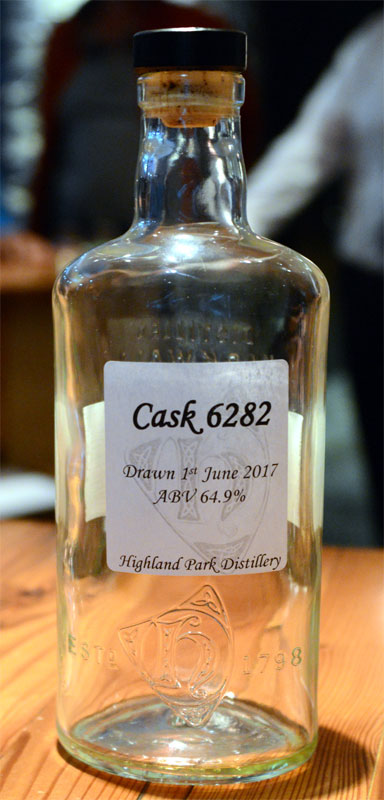 Cask 6282
Drawn 1st June 2017
ABV 64.9%
Highland Park Distillery
ESTD 1798